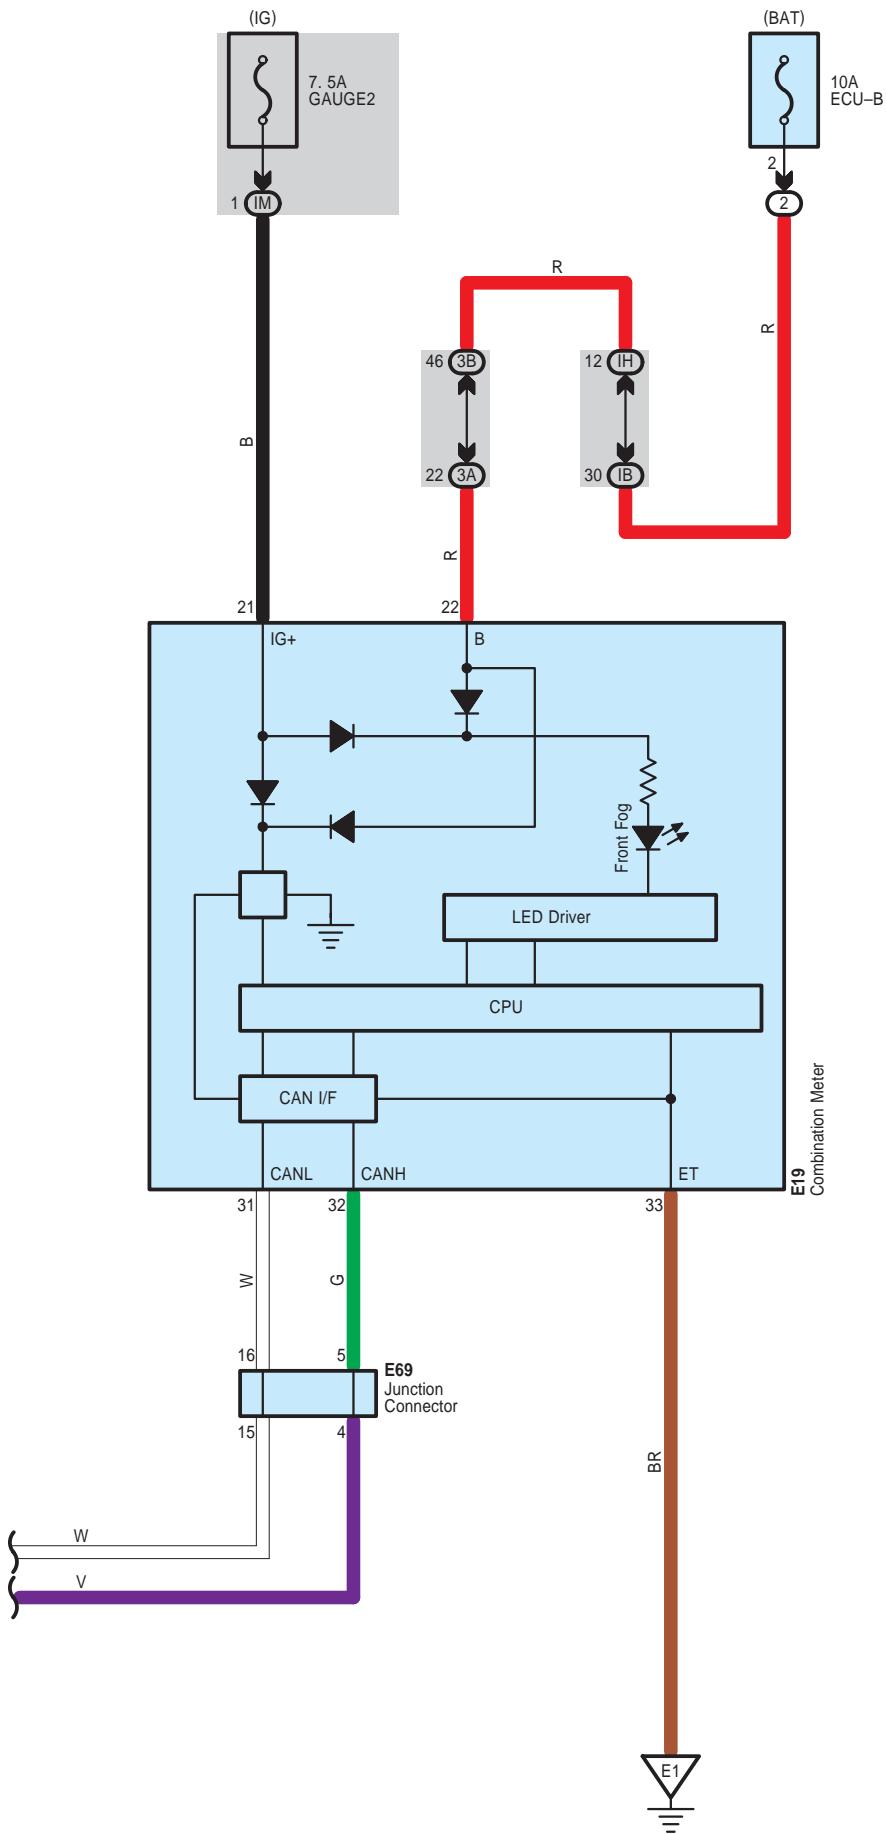 (IG)
(BAT)
7. 5A
GAUGE2
10A
ECU–B
2
1
IM
2
R
R
46
3B
12
IH
B
22
3A
30
IB
R
21
22
IG+
B
Front Fog
LED Driver
CPU
CAN I/F
E19
Combination Meter
CANL
CANH
ET
31
32
33
W
G
16
5
E69
Junction
Connector
15
4
BR
W
V
E1